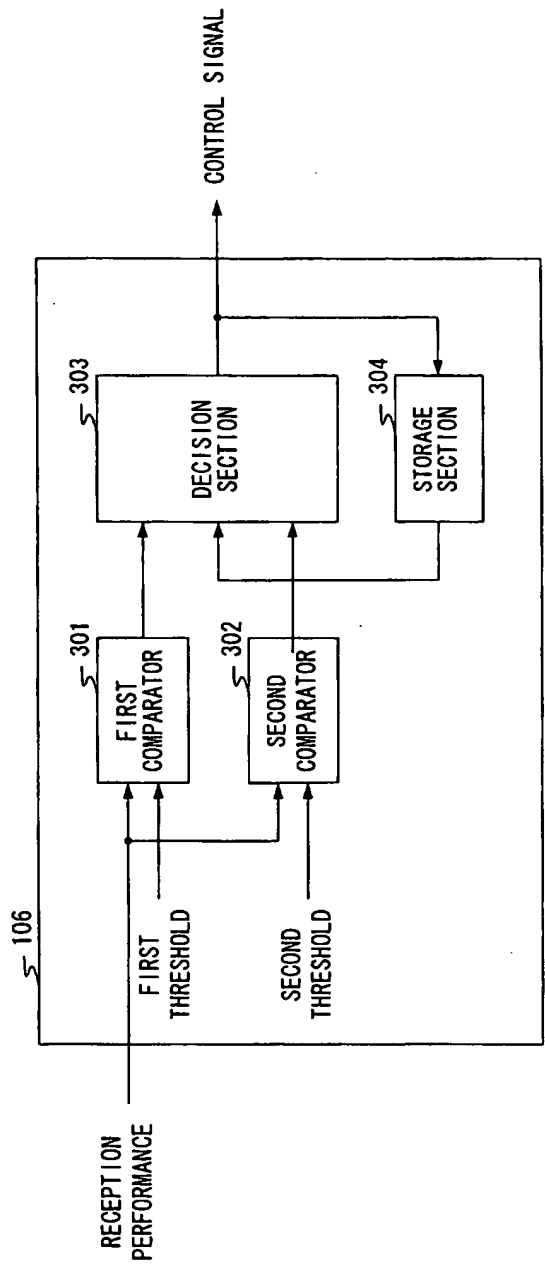 106
RECEPTION
PERFORMANCE
FIRST
THRESHOLD
SECOND
THRESHOLD
301
FIRST
COMPARATOR
302
SECOND
COMPARATOR
303
DECISION
SECTION
304
STORAGE
SECTION
CONTROL SIGNAL